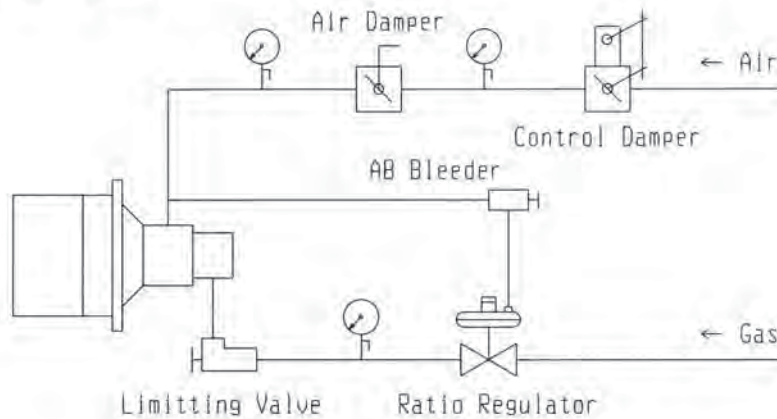 Air Damper
← Air
Control Damper
AB Bleeder
← Gas
Limitting Valve
Ratio Regulator